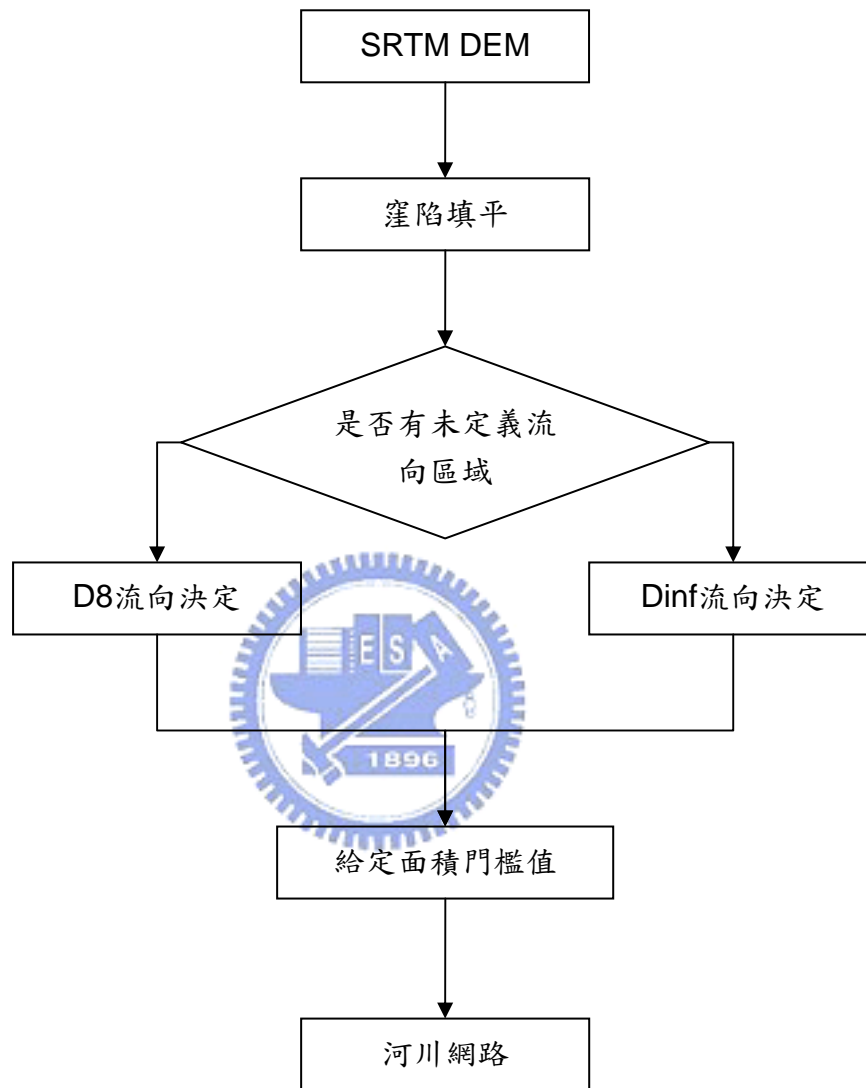 SRTM DEM
窪陷填平
是否有未定義流
向區域
D8流向決定
Dinf流向決定
ESA
1896
給定面積門檻值
河川網路